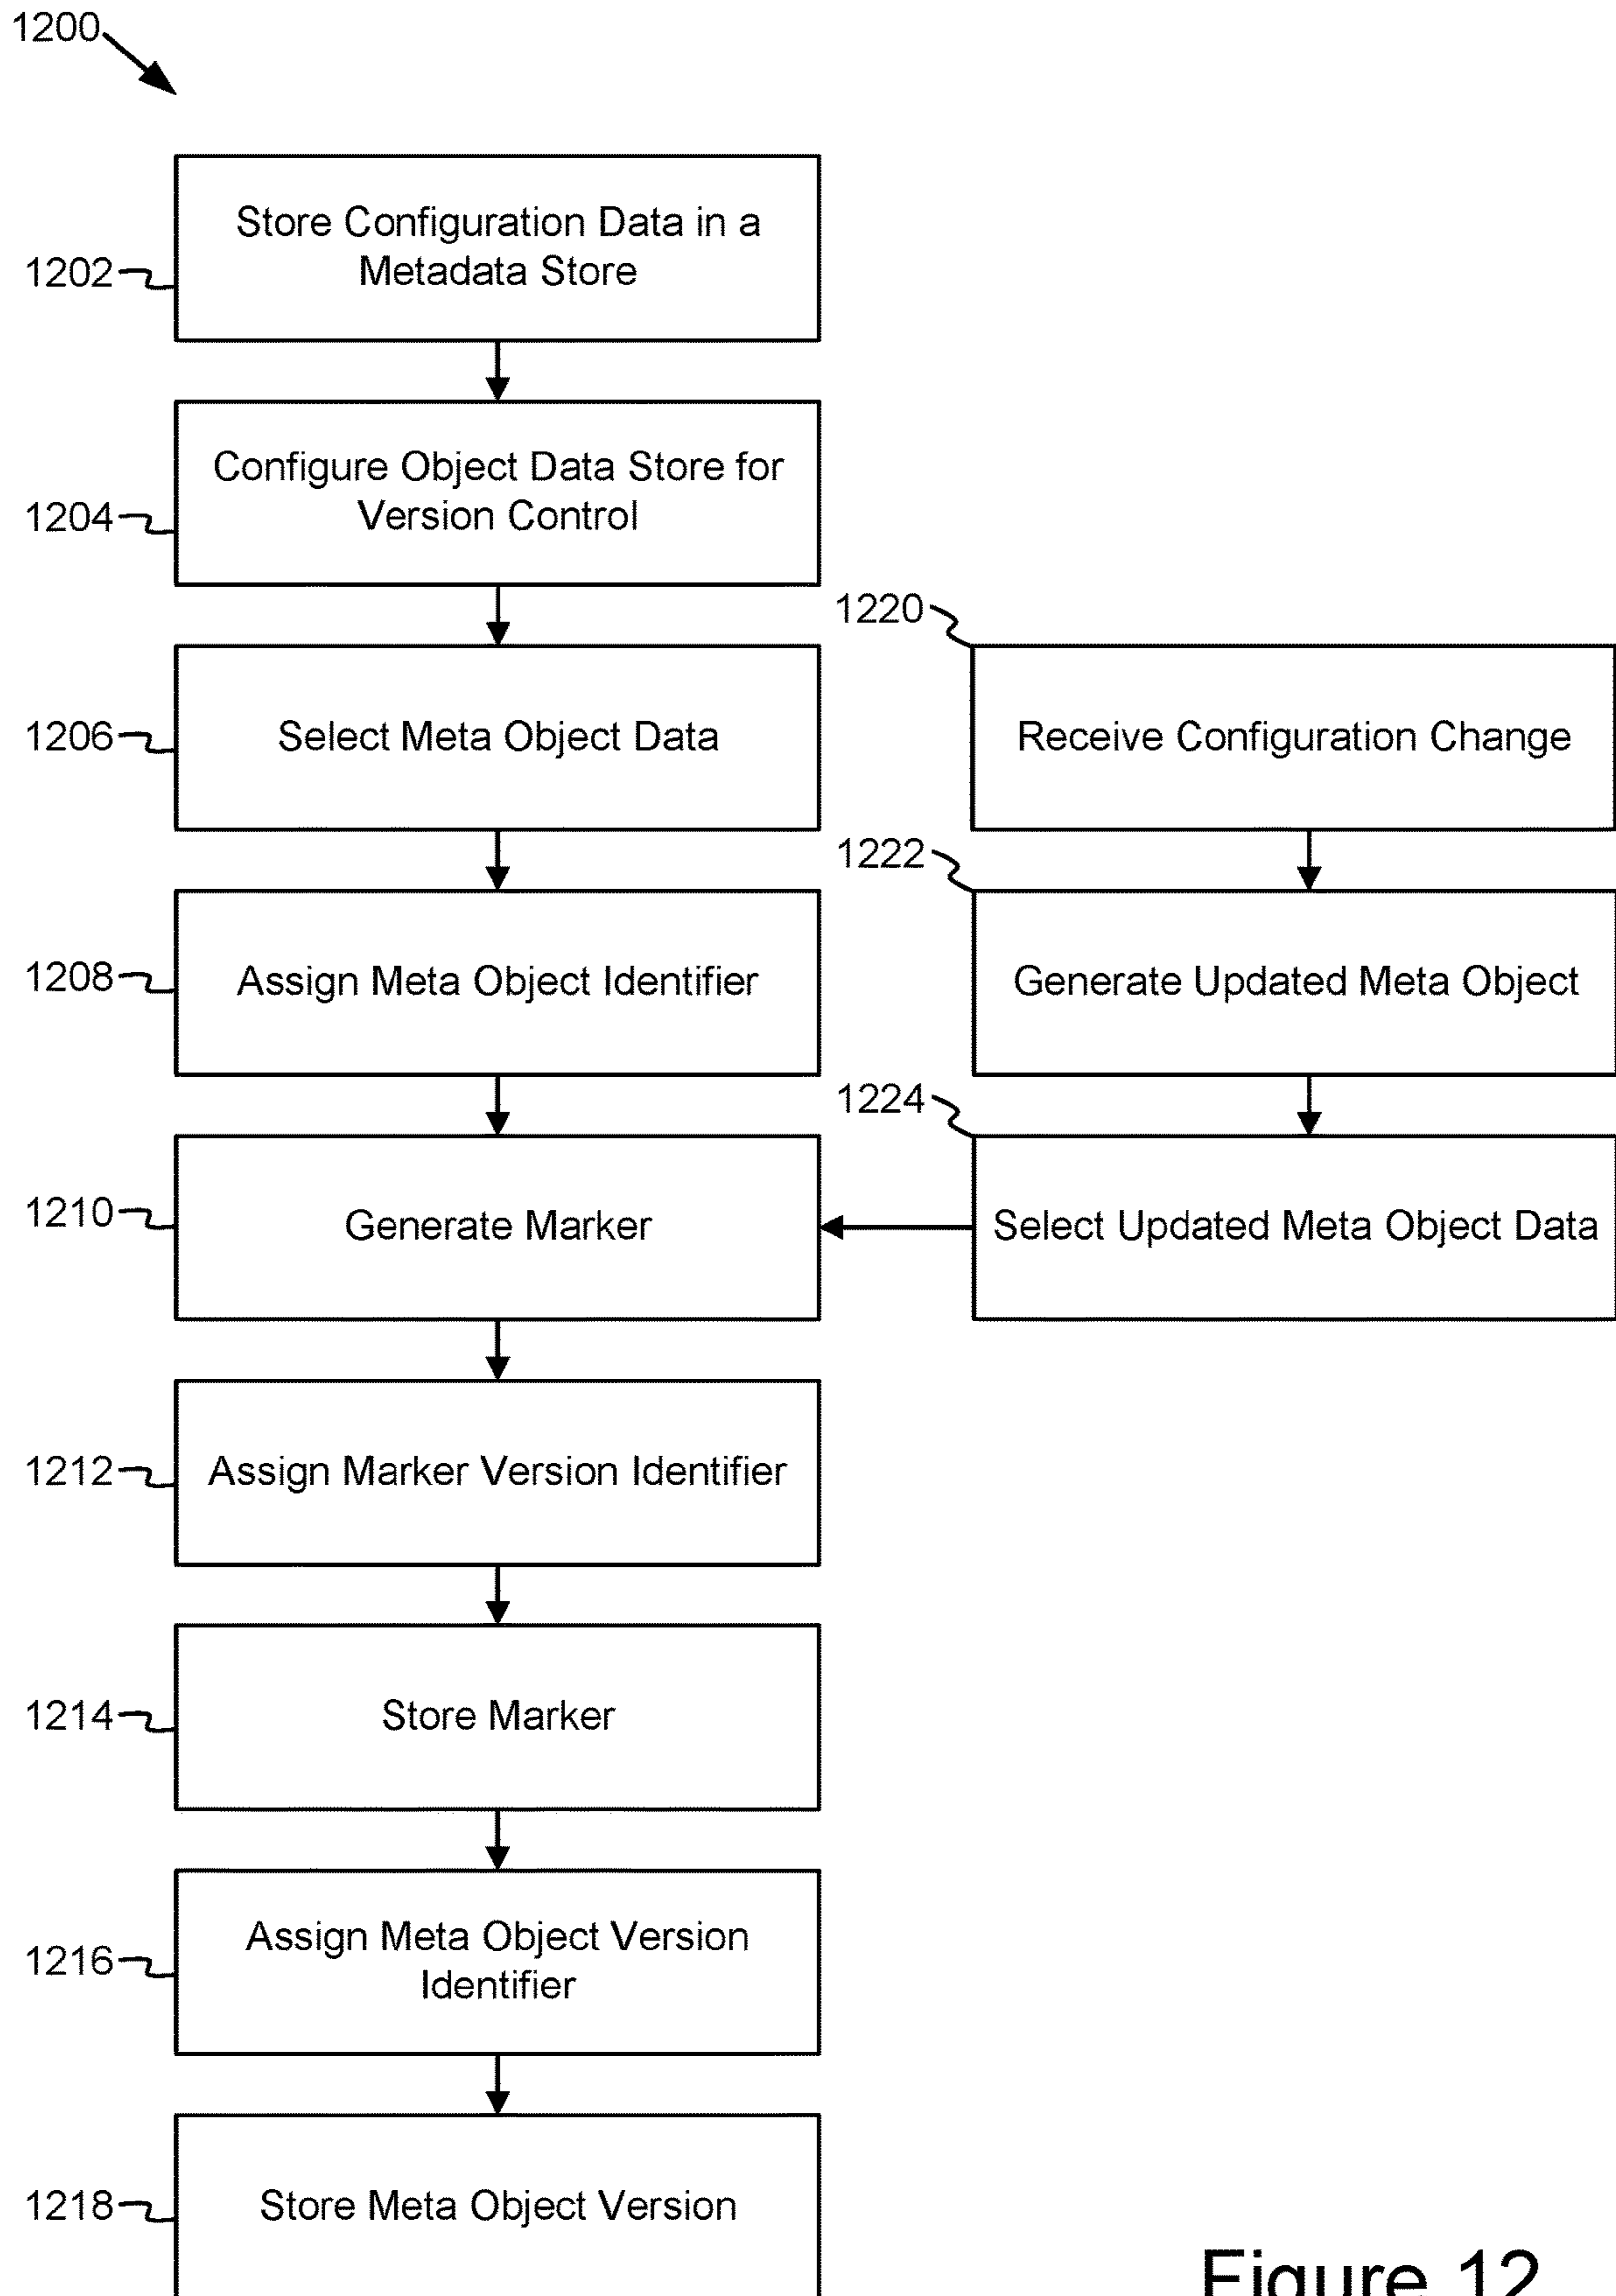 1200
Store Configuration Data in a
Metadata Store
1202
Configure Object Data Store for
Version Control
1204
1220
Select Meta Object Data
1206
Receive Configuration Change
1222
Assign Meta Object Identifier
1208
Generate Updated Meta Object
1224
Generate Marker
1210
Select Updated Meta Object Data
Assign Marker Version Identifier
1212
Store Marker
1214
Assign Meta Object Version
Identifier
1216
Store Meta Object Version
1218
Figure 12